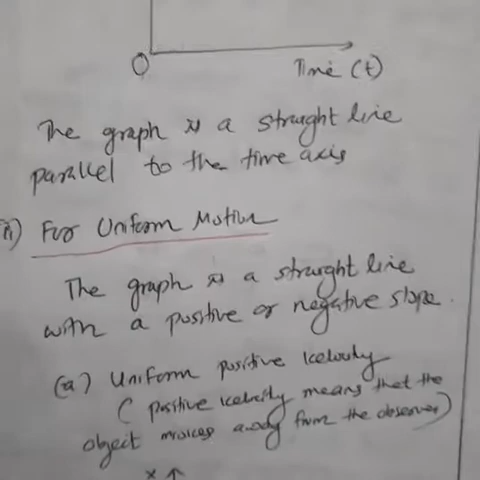 O
Time (t)
The graph is a straight line
parallel to the time axis
ii) For Uniform Motion
The graph is a straight line
with a positive or negative slope.
(a) Uniform positive velocity
( positive velocity means that the
object moves away from the observer)
x ↑